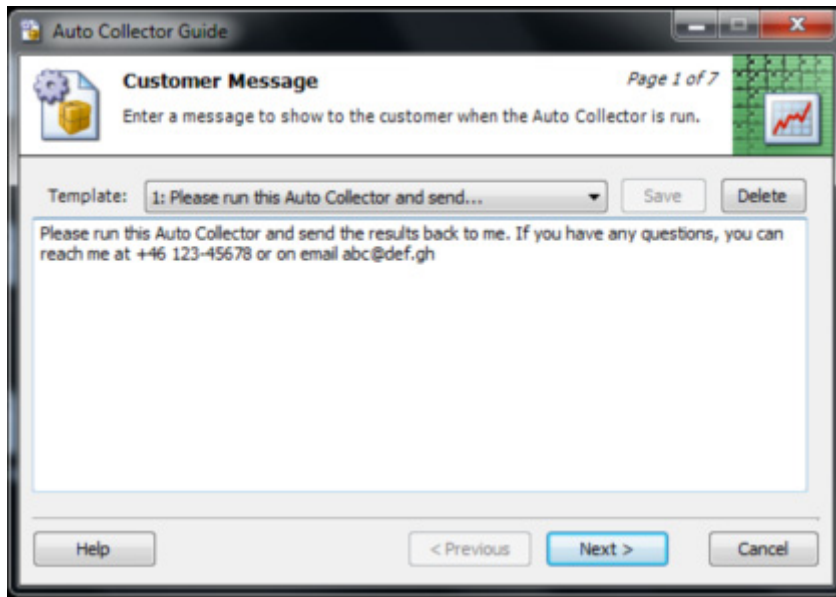 Auto Collector Guide
Customer Message
Page 1 of 7
Enter a message to show to the customer when the Auto Collector is run.
Template: 1: Please run this Auto Collector and send... Save Delete
Please run this Auto Collector and send the results back to me. If you have any questions, you can
reach me at +46 123-45678 or on email abc@def.gh
Help < Previous Next > Cancel